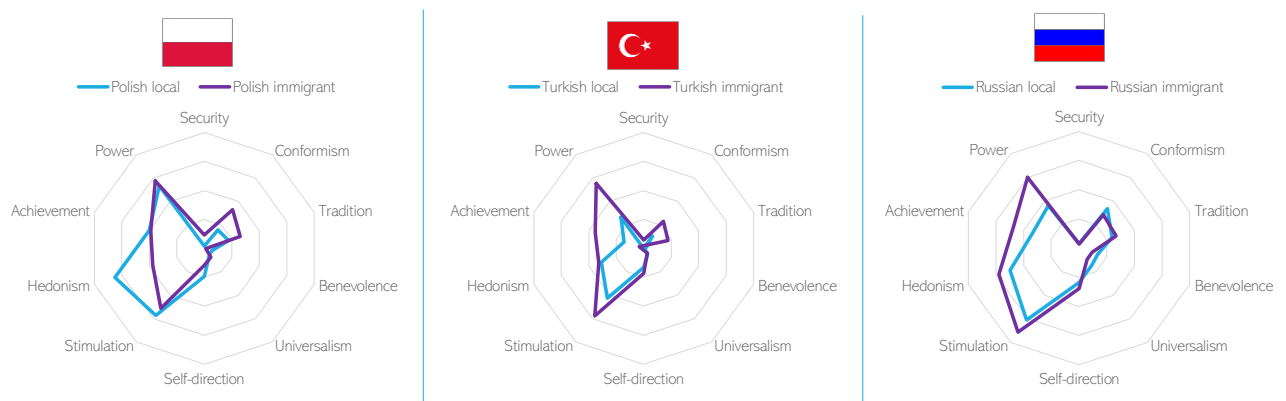 Polish local
Polish immigrant
Security
Conformism
Tradition
Benevolence
Universalism
Self-direction
Stimulation
Hedonism
Achievement
Power
Turkish local
Turkish immigrant
Security
Conformism
Tradition
Benevolence
Universalism
Self-direction
Stimulation
Hedonism
Achievement
Power
Russian local
Russian immigrant
Security
Conformism
Tradition
Benevolence
Universalism
Self-direction
Stimulation
Hedonism
Achievement
Power